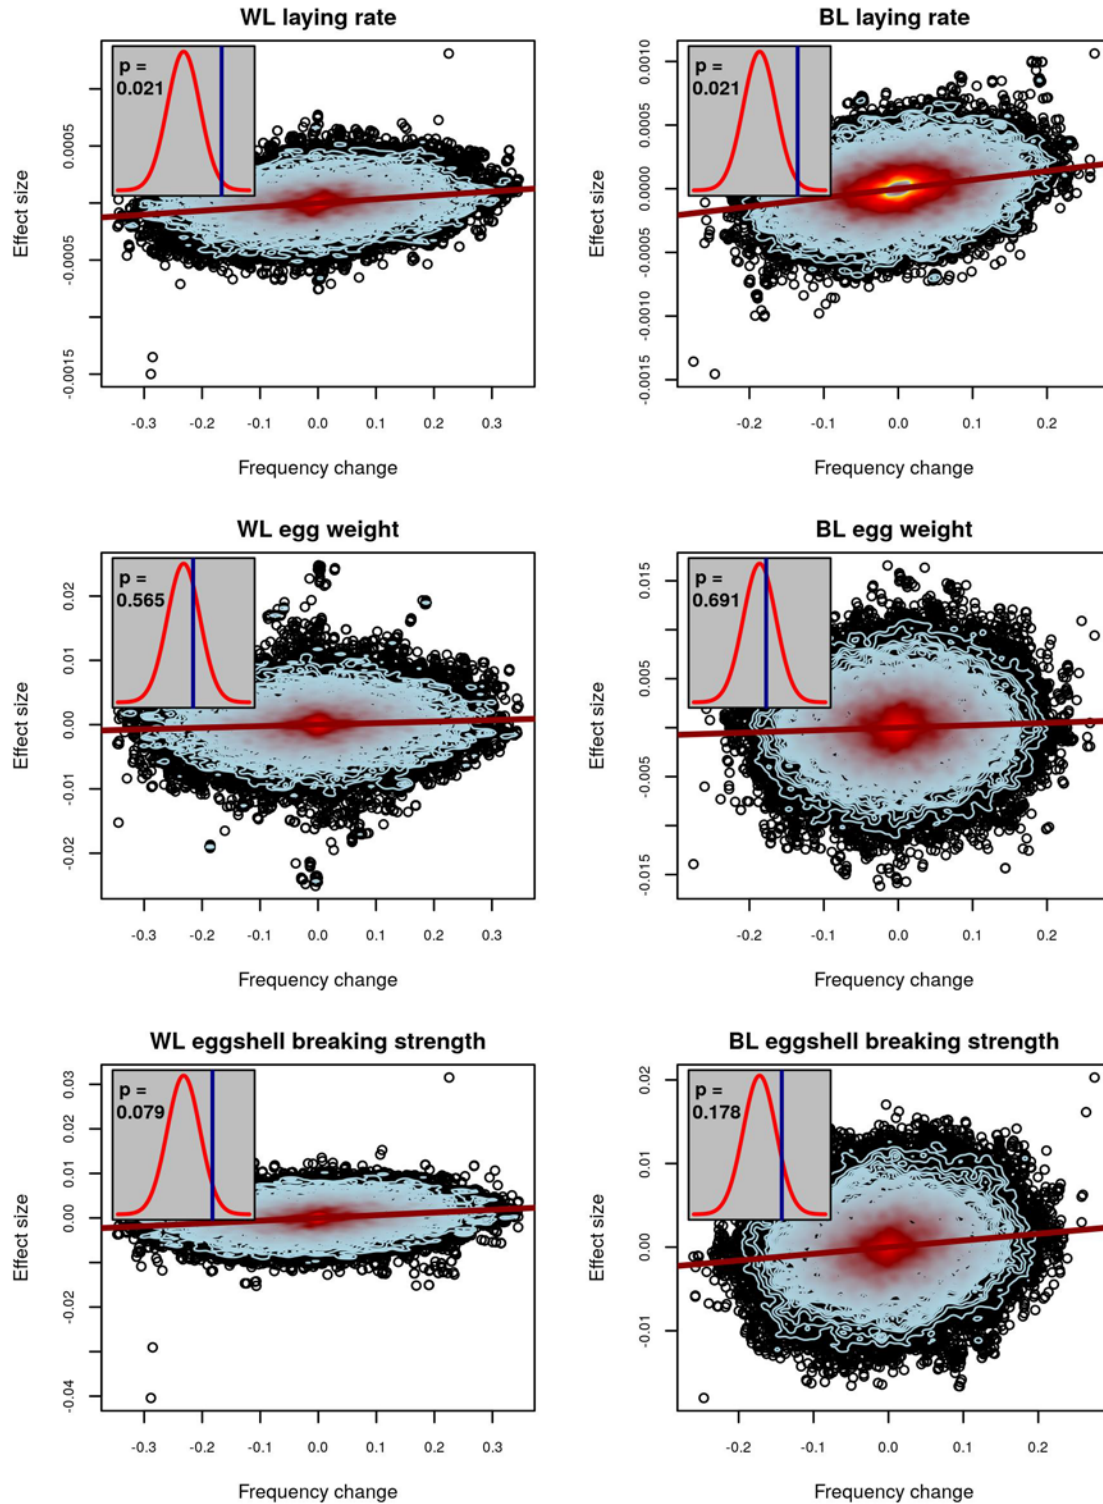 WL laying rate
p =
0.021
0.0005
-0.0005
-0.0015
Effect size
-0.3 -0.2 -0.1 0.0 0.1 0.2 0.3
Frequency change
BL laying rate
p =
0.021
0.0010
0.0005
0.0000
-0.0005
-0.0010
-0.0015
Effect size
-0.2 -0.1 0.0 0.1 0.2
Frequency change
WL egg weight
p =
0.565
0.02
0.01
0.00
-0.01
-0.02
Effect size
-0.3 -0.2 -0.1 0.0 0.1 0.2 0.3
Frequency change
BL egg weight
p =
0.691
0.015
0.005
-0.005
-0.015
Effect size
-0.2 -0.1 0.0 0.1 0.2
Frequency change
WL eggshell breaking strength
p =
0.079
0.03
0.02
0.01
0.00
-0.02
-0.04
Effect size
-0.3 -0.2 -0.1 0.0 0.1 0.2 0.3
Frequency change
BL eggshell breaking strength
p =
0.178
0.02
0.01
0.00
-0.01
Effect size
-0.2 -0.1 0.0 0.1 0.2
Frequency change